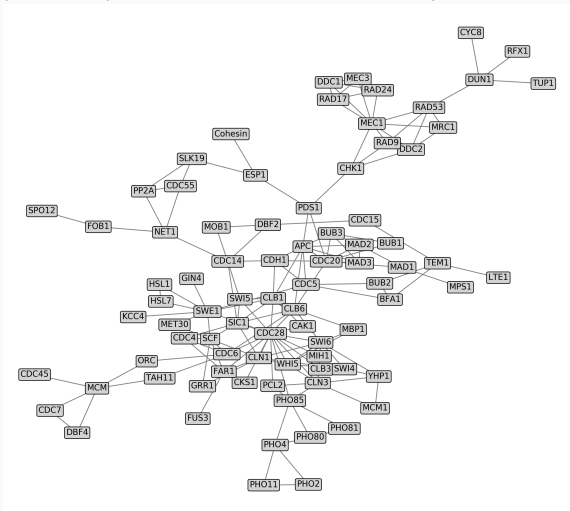 CYC8
RFX1
DUN1
TUP1
DDC1
MEC3
RAD24
RAD17
RAD53
MEC1
MRC1
Cohesin
RAD9
DDC2
SLK19
CHK1
ESP1
PP2A
CDC55
SPO12
PDS1
FOB1
MOB1
DBF2
CDC15
NET1
BUB3
APC
MAD2
BUB1
CDC14
CDH1
CDC20
MAD3
MAD1
TEM1
LTE1
GIN4
HSL1
CDC5
BUB2
MPS1
HSL7
SWI5
CLB1
BFA1
KCC4
SWE1
CLB6
MET30
SIC1
CAK1
MBP1
CDC4
SCF
CDC28
SWI6
ORC
CDC6
CLN1
MIH1
CDC45
TAH11
FAR1
WHI5
CLB3
SWI4
YHP1
MCM
GRR1
CKS1
PCL2
CLN3
CDC7
PHO85
MCM1
DBF4
FUS3
PHO81
PHO4
PHO80
PHO11
PHO2